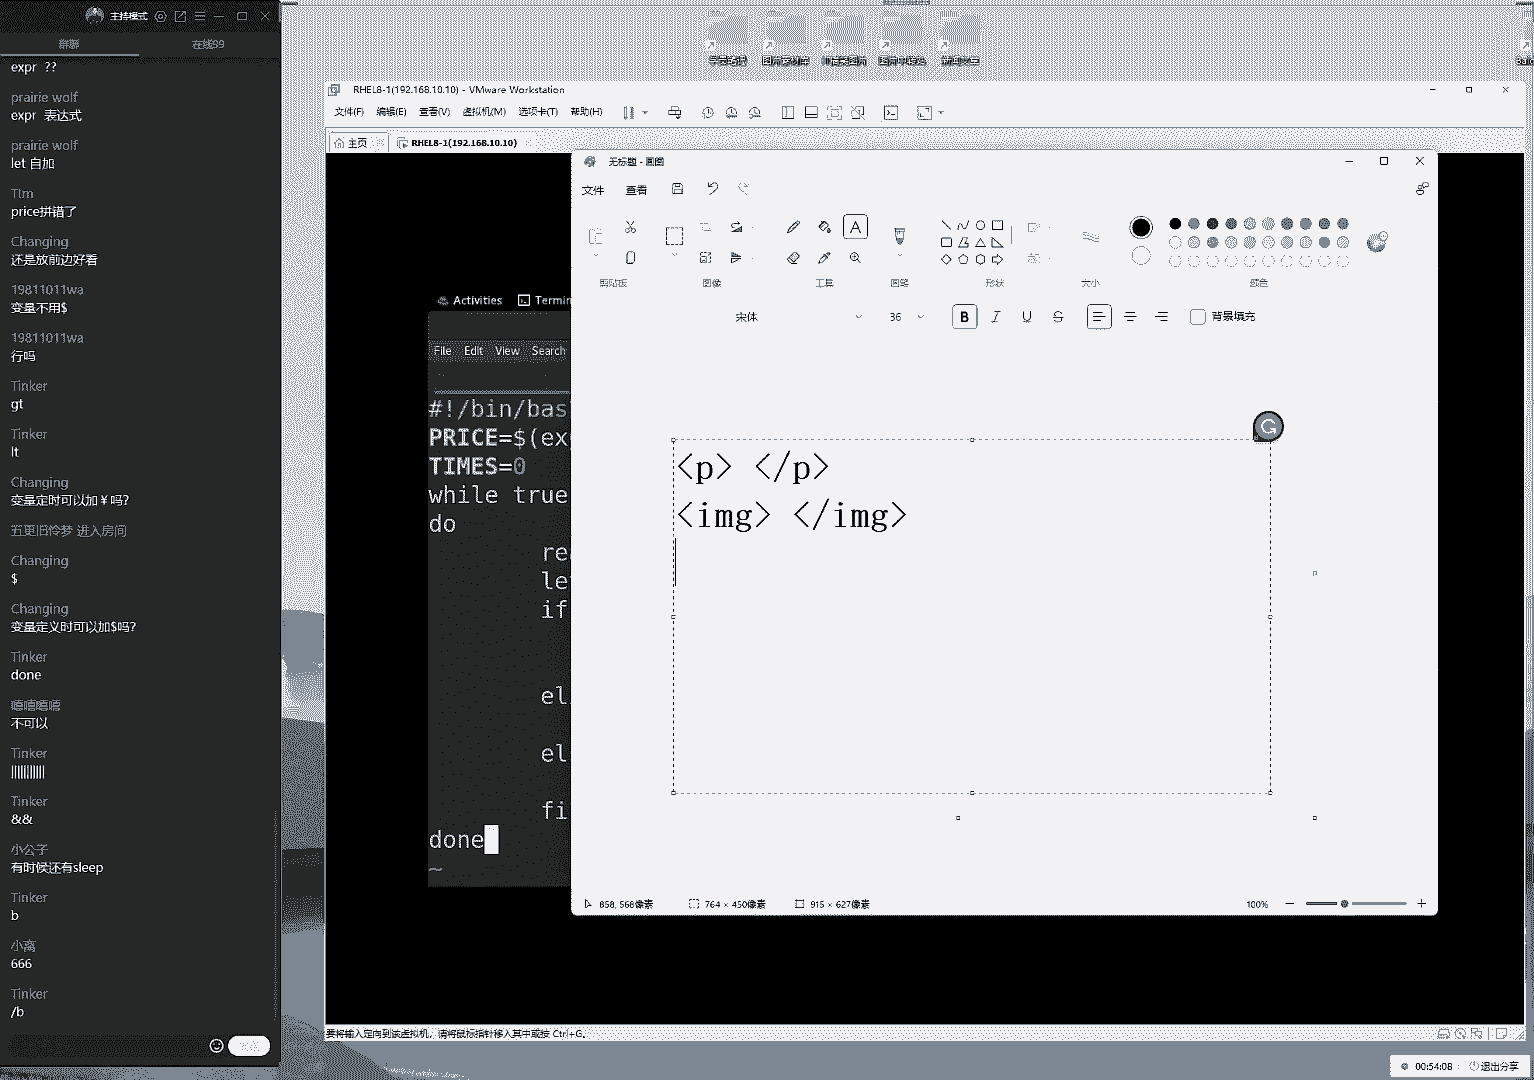 主持模式
群聊
在线99
expr ??
prairie wolf
expr 表达式
prairie wolf
let 自加
Ttm
price拼错了
Changing
还是放前边好看
19811011wa
变量不用$
19811011wa
行吗
Tinker
gt
Tinker
lt
Changing
变量定时可以加￥吗?
五更旧怜梦 进入房间
Changing
$
Changing
变量定义时可以加$吗?
Tinker
done
嘻嘻嘻嘻
不可以
Tinker
||||||||||||
Tinker
&&
小公子
有时候还有sleep
Tinker
b
小离
666
Tinker
/b
RHEL8-1(192.168.10.10) - VMware Workstation
文件(F) 编辑(E) 查看(V) 虚拟机(M) 选项卡(T) 帮助(H)
主页
RHEL8-1(192.168.10.10)
Activities
Termin
File Edit View Search
#!/bin/bas
PRICE=$(ex
TIMES=0
while true
do
re
le
if
el
el
fi
done
~
无标题 - 画图
文件 查看
剪贴板
图像
工具
画笔
形状
大小
颜色
宋体
36
B I U S
背景填充
<p> </p>
<img> </img>
858, 568像素
764 × 450像素
915 × 627像素
100%
要将输入定向到该虚拟机，请将鼠标指针移入其中或按 Ctrl+G。
00:54:08
退出分享